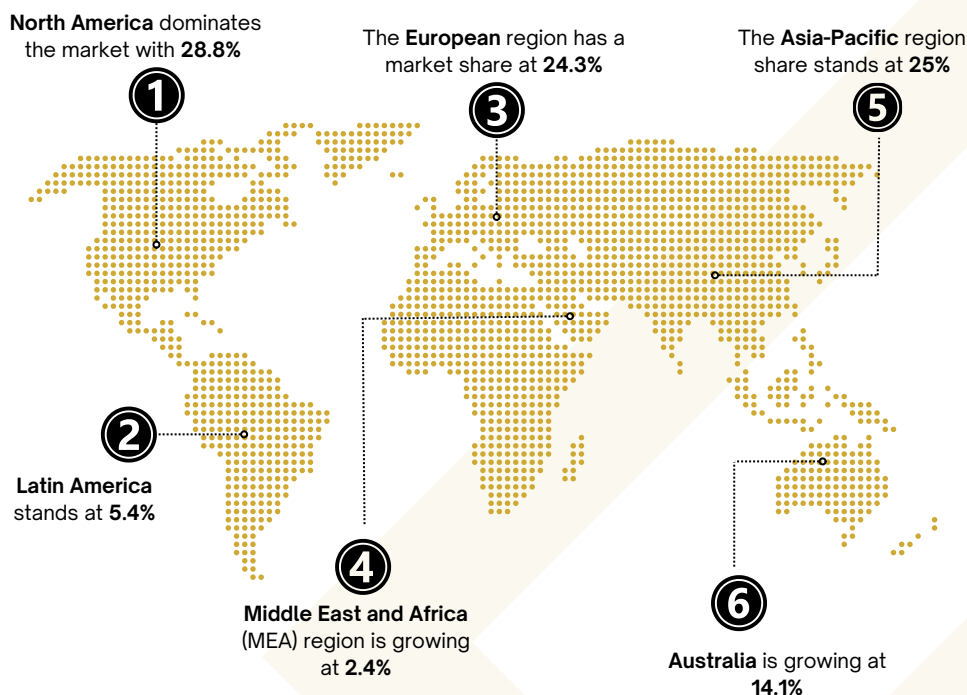 North America dominates
the market with 28.8%
1
The European region has a
market share at 24.3%
3
The Asia-Pacific region
share stands at 25%
5
2
Latin America
stands at 5.4%
4
Middle East and Africa
(MEA) region is growing
at 2.4%
6
Australia is growing at
14.1%